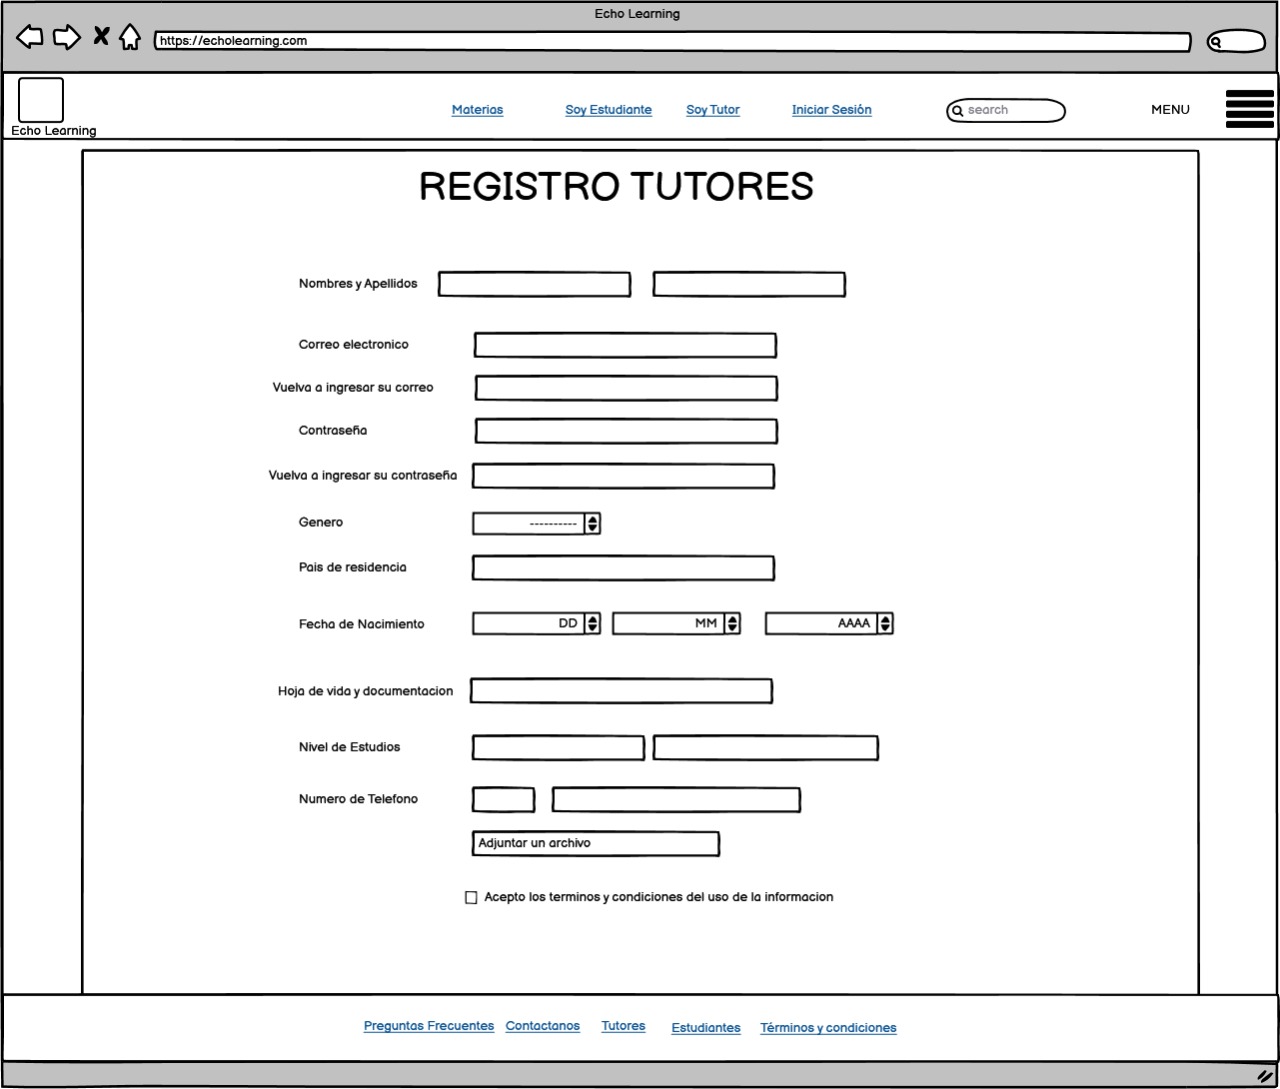 Echo Learning
https://echolearning.com
Echo Learning
Materias
Soy Estudiante
Soy Tutor
Iniciar Sesión
search
MENU
REGISTRO TUTORES
Nombres y Apellidos
Correo electronico
Vuelva a ingresar su correo
Contraseña
Vuelva a ingresar su contraseña
Genero ----------
Pais de residencia
Fecha de Nacimiento DD MM AAAA
Hoja de vida y documentacion
Nivel de Estudios
Numero de Telefono
Adjuntar un archivo
Acepto los terminos y condiciones del uso de la informacion
Preguntas Frecuentes
Contactanos
Tutores
Estudiantes
Términos y condiciones